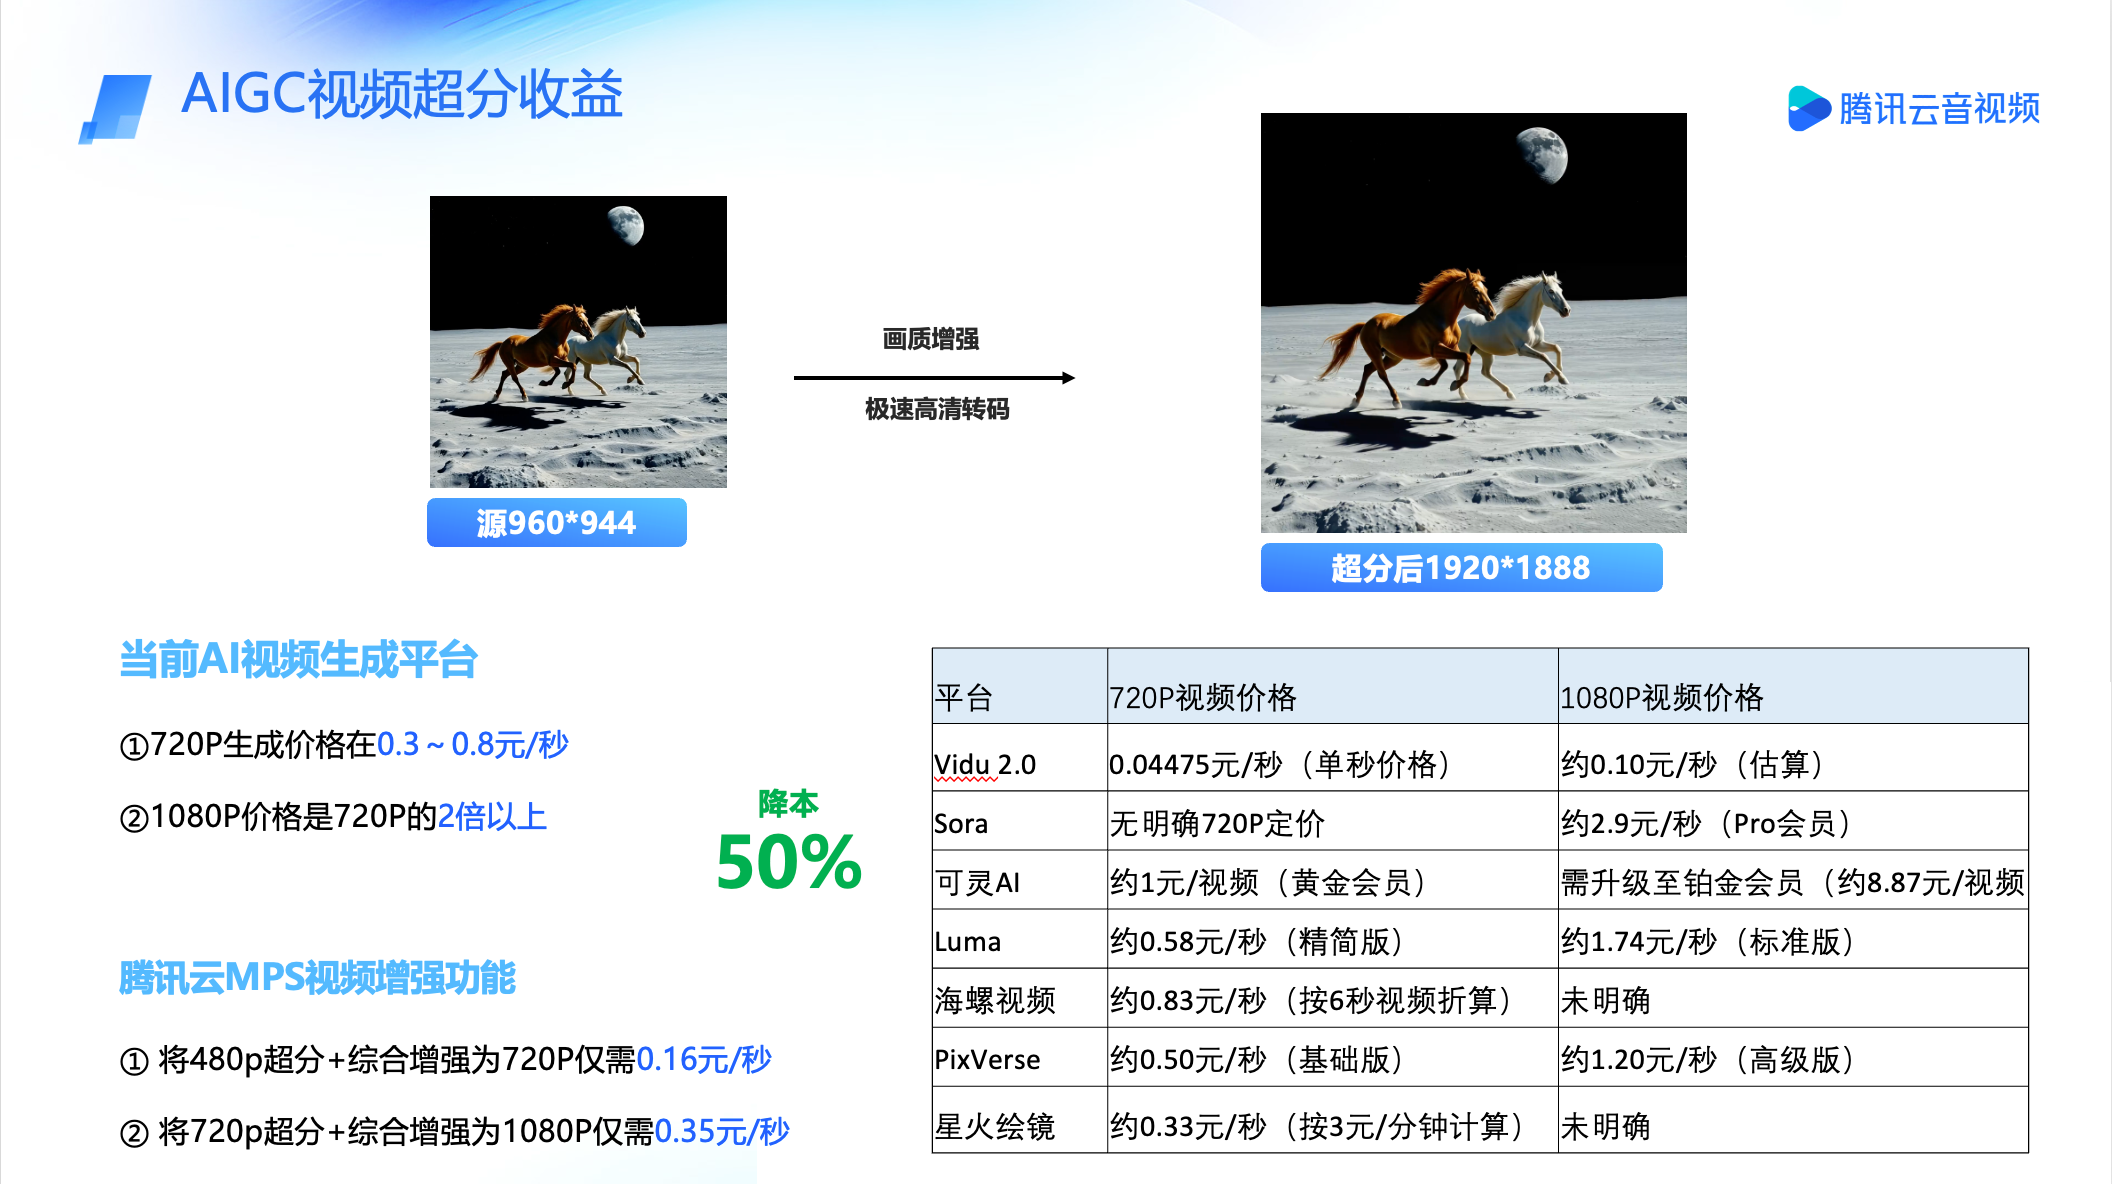 AIGC视频超分收益
腾讯云音视频
画质增强
极速高清转码
源960*944
超分后1920*1888
当前AI视频生成平台
①720P生成价格在0.3～0.8元/秒
②1080P价格是720P的2倍以上
降本
50%
腾讯云MPS视频增强功能
① 将480p超分+综合增强为720P仅需0.16元/秒
② 将720p超分+综合增强为1080P仅需0.35元/秒
平台 720P视频价格 1080P视频价格
Vidu 2.0 0.04475元/秒（单秒价格） 约0.10元/秒（估算）
Sora 无明确720P定价 约2.9元/秒（Pro会员）
可灵AI 约1元/视频（黄金会员） 需升级至铂金会员（约8.87元/视频
Luma 约0.58元/秒（精简版） 约1.74元/秒（标准版）
海螺视频 约0.83元/秒（按6秒视频折算） 未明确
PixVerse 约0.50元/秒（基础版） 约1.20元/秒（高级版）
星火绘镜 约0.33元/秒（按3元/分钟计算） 未明确